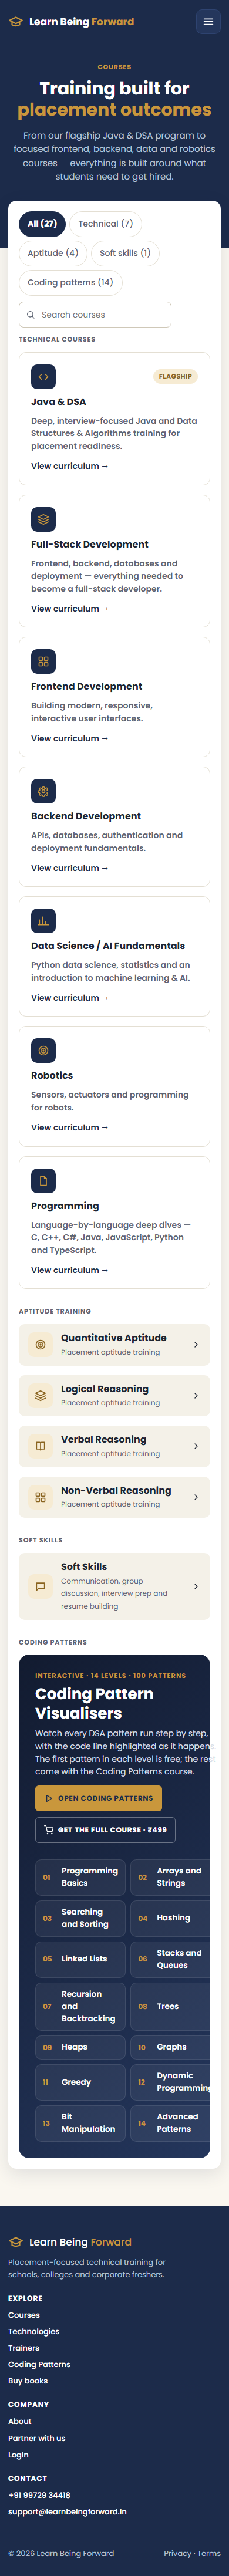 Learn Being Forward
COURSES
Training built for
placement outcomes
From our flagship Java & DSA program to
focused frontend, backend, data and robotics
courses — everything is built around what
students need to get hired.
All (27)
Technical (7)
Aptitude (4)
Soft skills (1)
Coding patterns (14)
Search courses
TECHNICAL COURSES
FLAGSHIP
Java & DSA
Deep, interview-focused Java and Data
Structures & Algorithms training for
placement readiness.
View curriculum →
Full-Stack Development
Frontend, backend, databases and
deployment — everything needed to
become a full-stack developer.
View curriculum →
Frontend Development
Building modern, responsive,
interactive user interfaces.
View curriculum →
Backend Development
APIs, databases, authentication and
deployment fundamentals.
View curriculum →
Data Science / AI Fundamentals
Python data science, statistics and an
introduction to machine learning & AI.
View curriculum →
Robotics
Sensors, actuators and programming
for robots.
View curriculum →
Programming
Language-by-language deep dives —
C, C++, C#, Java, JavaScript, Python
and TypeScript.
View curriculum →
APTITUDE TRAINING
Quantitative Aptitude
Placement aptitude training
Logical Reasoning
Placement aptitude training
Verbal Reasoning
Placement aptitude training
Non-Verbal Reasoning
Placement aptitude training
SOFT SKILLS
Soft Skills
Communication, group
discussion, interview prep and
resume building
CODING PATTERNS
INTERACTIVE · 14 LEVELS · 100 PATTERNS
Coding Pattern
Visualisers
Watch every DSA pattern run step by step,
with the code line highlighted as it happens.
The first pattern in each level is free; the rest
come with the Coding Patterns course.
OPEN CODING PATTERNS
GET THE FULL COURSE · ₹499
01 Programming
Basics
02 Arrays and
Strings
03 Searching
and Sorting
04 Hashing
05 Linked Lists
06 Stacks and
Queues
07 Recursion
and
Backtracking
08 Trees
09 Heaps
10 Graphs
11 Greedy
12 Dynamic
Programming
13 Bit
Manipulation
14 Advanced
Patterns
Learn Being Forward
Placement-focused technical training for
schools, colleges and corporate freshers.
EXPLORE
Courses
Technologies
Trainers
Coding Patterns
Buy books
COMPANY
About
Partner with us
Login
CONTACT
+91 99729 34418
support@learnbeingforward.in
© 2026 Learn Being Forward
Privacy · Terms